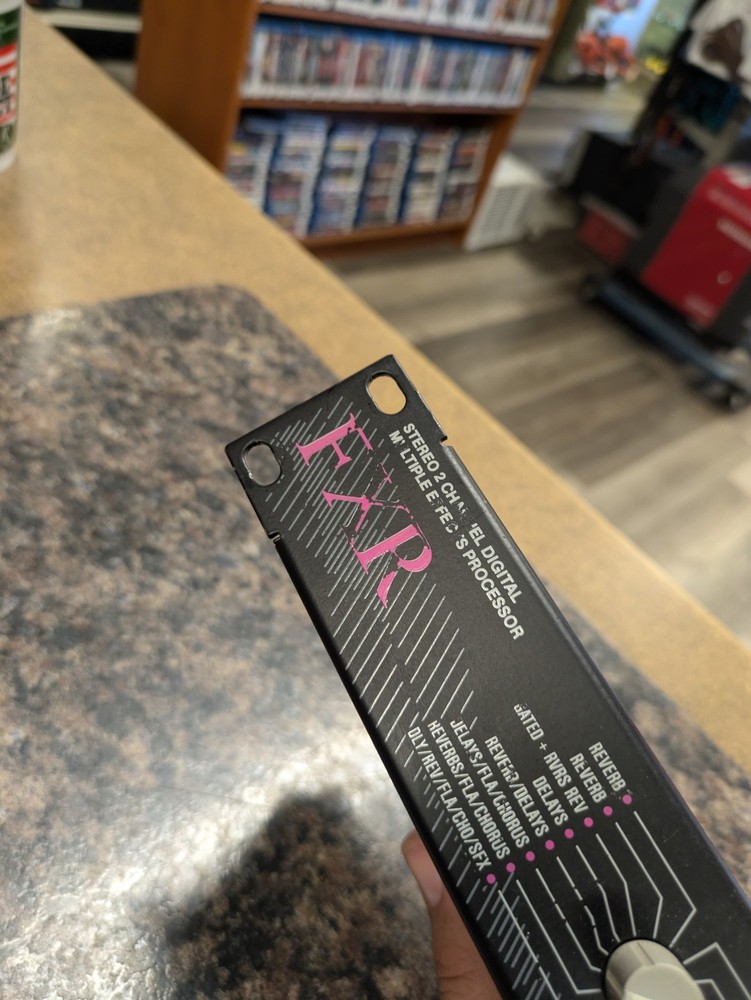 FXR
STEREO 2 CHANNEL DIGITAL
MULTIPLE EFFECTS PROCESSOR
REVERB
REVERB
GATED + RVRS REV
DELAYS
REVERB/DELAYS
DELAYS/FLA/CHORUS
REVERBS/FLA/CHORUS
DLY/REV/FLA/CHO/SFX